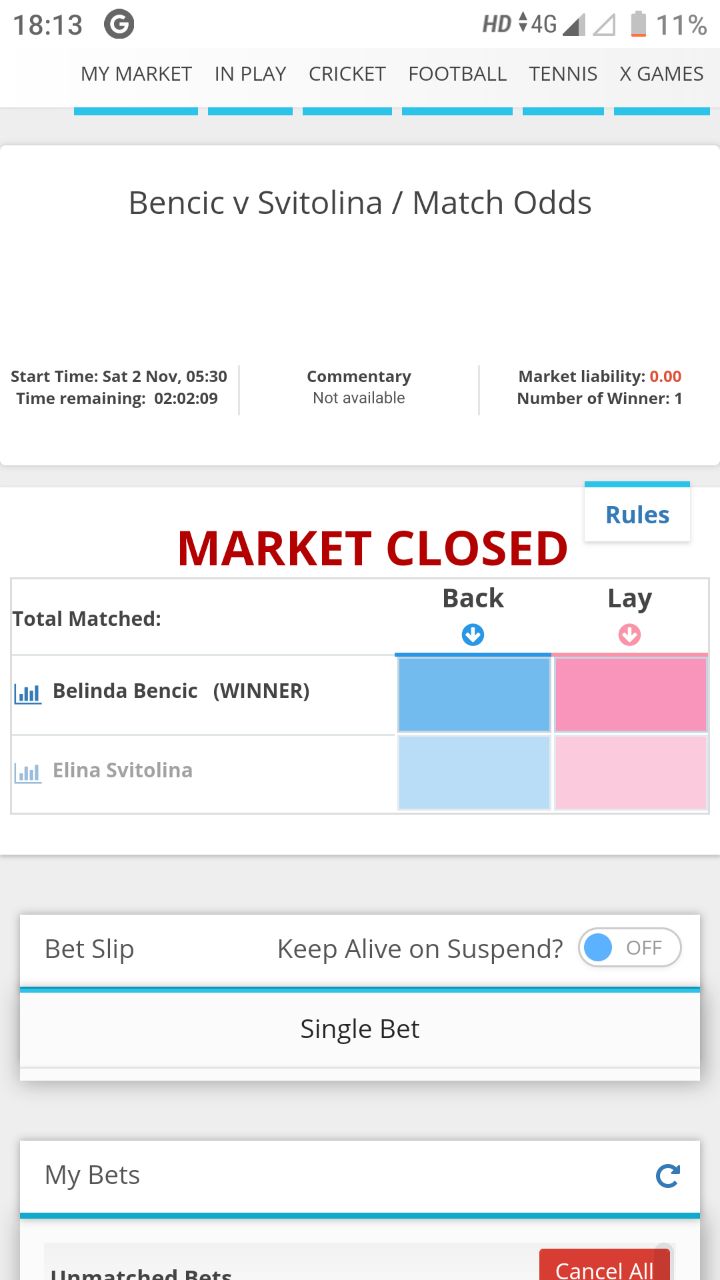 18:13 G HD 4G 11%
MY MARKET IN PLAY CRICKET FOOTBALL TENNIS X GAMES
Bencic v Svitolina / Match Odds
Start Time: Sat 2 Nov, 05:30
Time remaining: 02:02:09
Commentary
Not available
Market liability: 0.00
Number of Winner: 1
Rules
MARKET CLOSED
Total Matched:
Back
Lay
Belinda Bencic (WINNER)
Elina Svitolina
Bet Slip Keep Alive on Suspend? OFF
Single Bet
My Bets
Unmatched Bets Cancel All